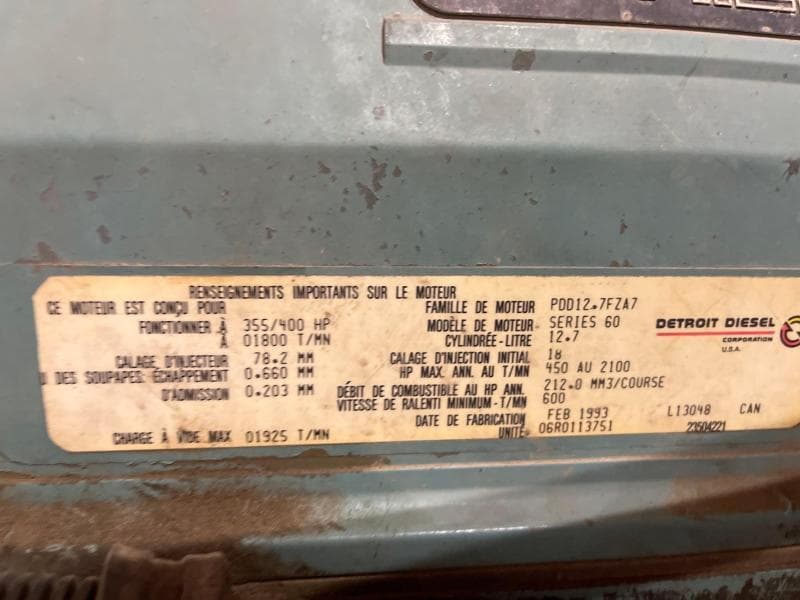 RENSEIGNEMENTS IMPORTANTS SUR LE MOTEUR
CE MOTEUR EST CONÇU POUR
FONCTIONNER À 355/400 HP
À 01800 T/MN
CALAGE D'INJECTEUR 78.2 MM
DES SOUPAPES: ÉCHAPPEMENT 0.660 MM
D'ADMISSION 0.203 MM
CHARGE À VIDE MAX 01925 T/MN
FAMILLE DE MOTEUR PDD12.7FZA7
MODÈLE DE MOTEUR SERIES 60
CYLINDRÉE-LITRE 12.7
CALAGE D'INJECTION INITIAL 18
HP MAX. ANN. AU T/MN 450 AU 2100
DÉBIT DE COMBUSTIBLE AU HP ANN. 212.0 MM3/COURSE
VITESSE DE RALENTI MINIMUM-T/MN 600
DATE DE FABRICATION FEB 1993
UNITÉ 06R0113751
DETROIT DIESEL
CORPORATION
U.S.A.
L13048 CAN
23504221